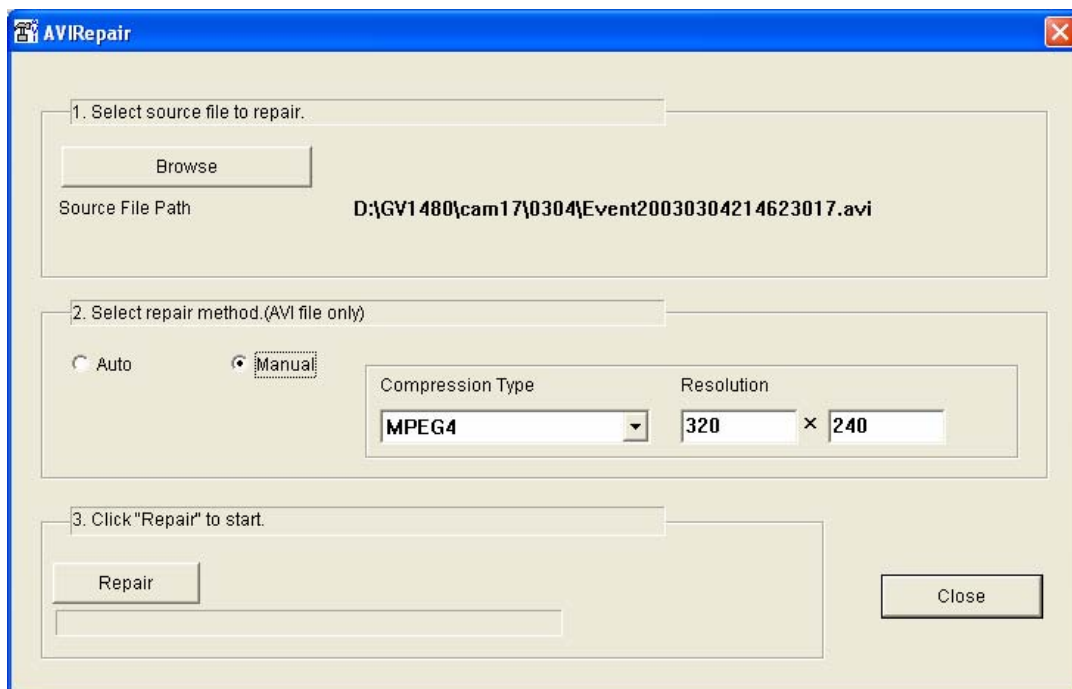 AVIRepair
1. Select source file to repair.
Browse
Source File Path D:\GV1480\cam17\0304\Event20030304214623017.avi
2. Select repair method.(AVI file only)
Auto Manual
Compression Type Resolution
MPEG4 320 × 240
3. Click "Repair" to start.
Repair
Close